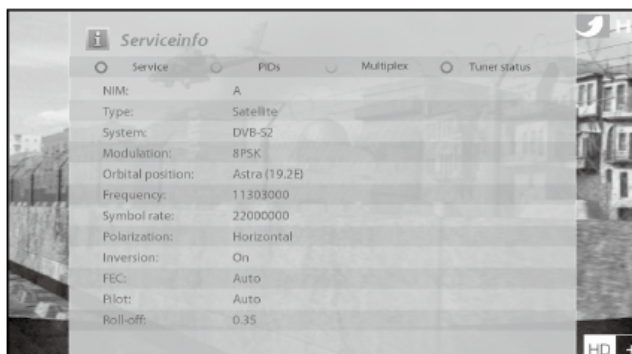 Serviceinfo
Service PIDs Multiplex Tuner status
NIM: A
Type: Satellite
System: DVB-S2
Modulation: 8PSK
Orbital position: Astra (19.2E)
Frequency: 11303000
Symbol rate: 22000000
Polarization: Horizontal
Inversion: On
FEC: Auto
Pilot: Auto
Roll-off: 0.35
HD +